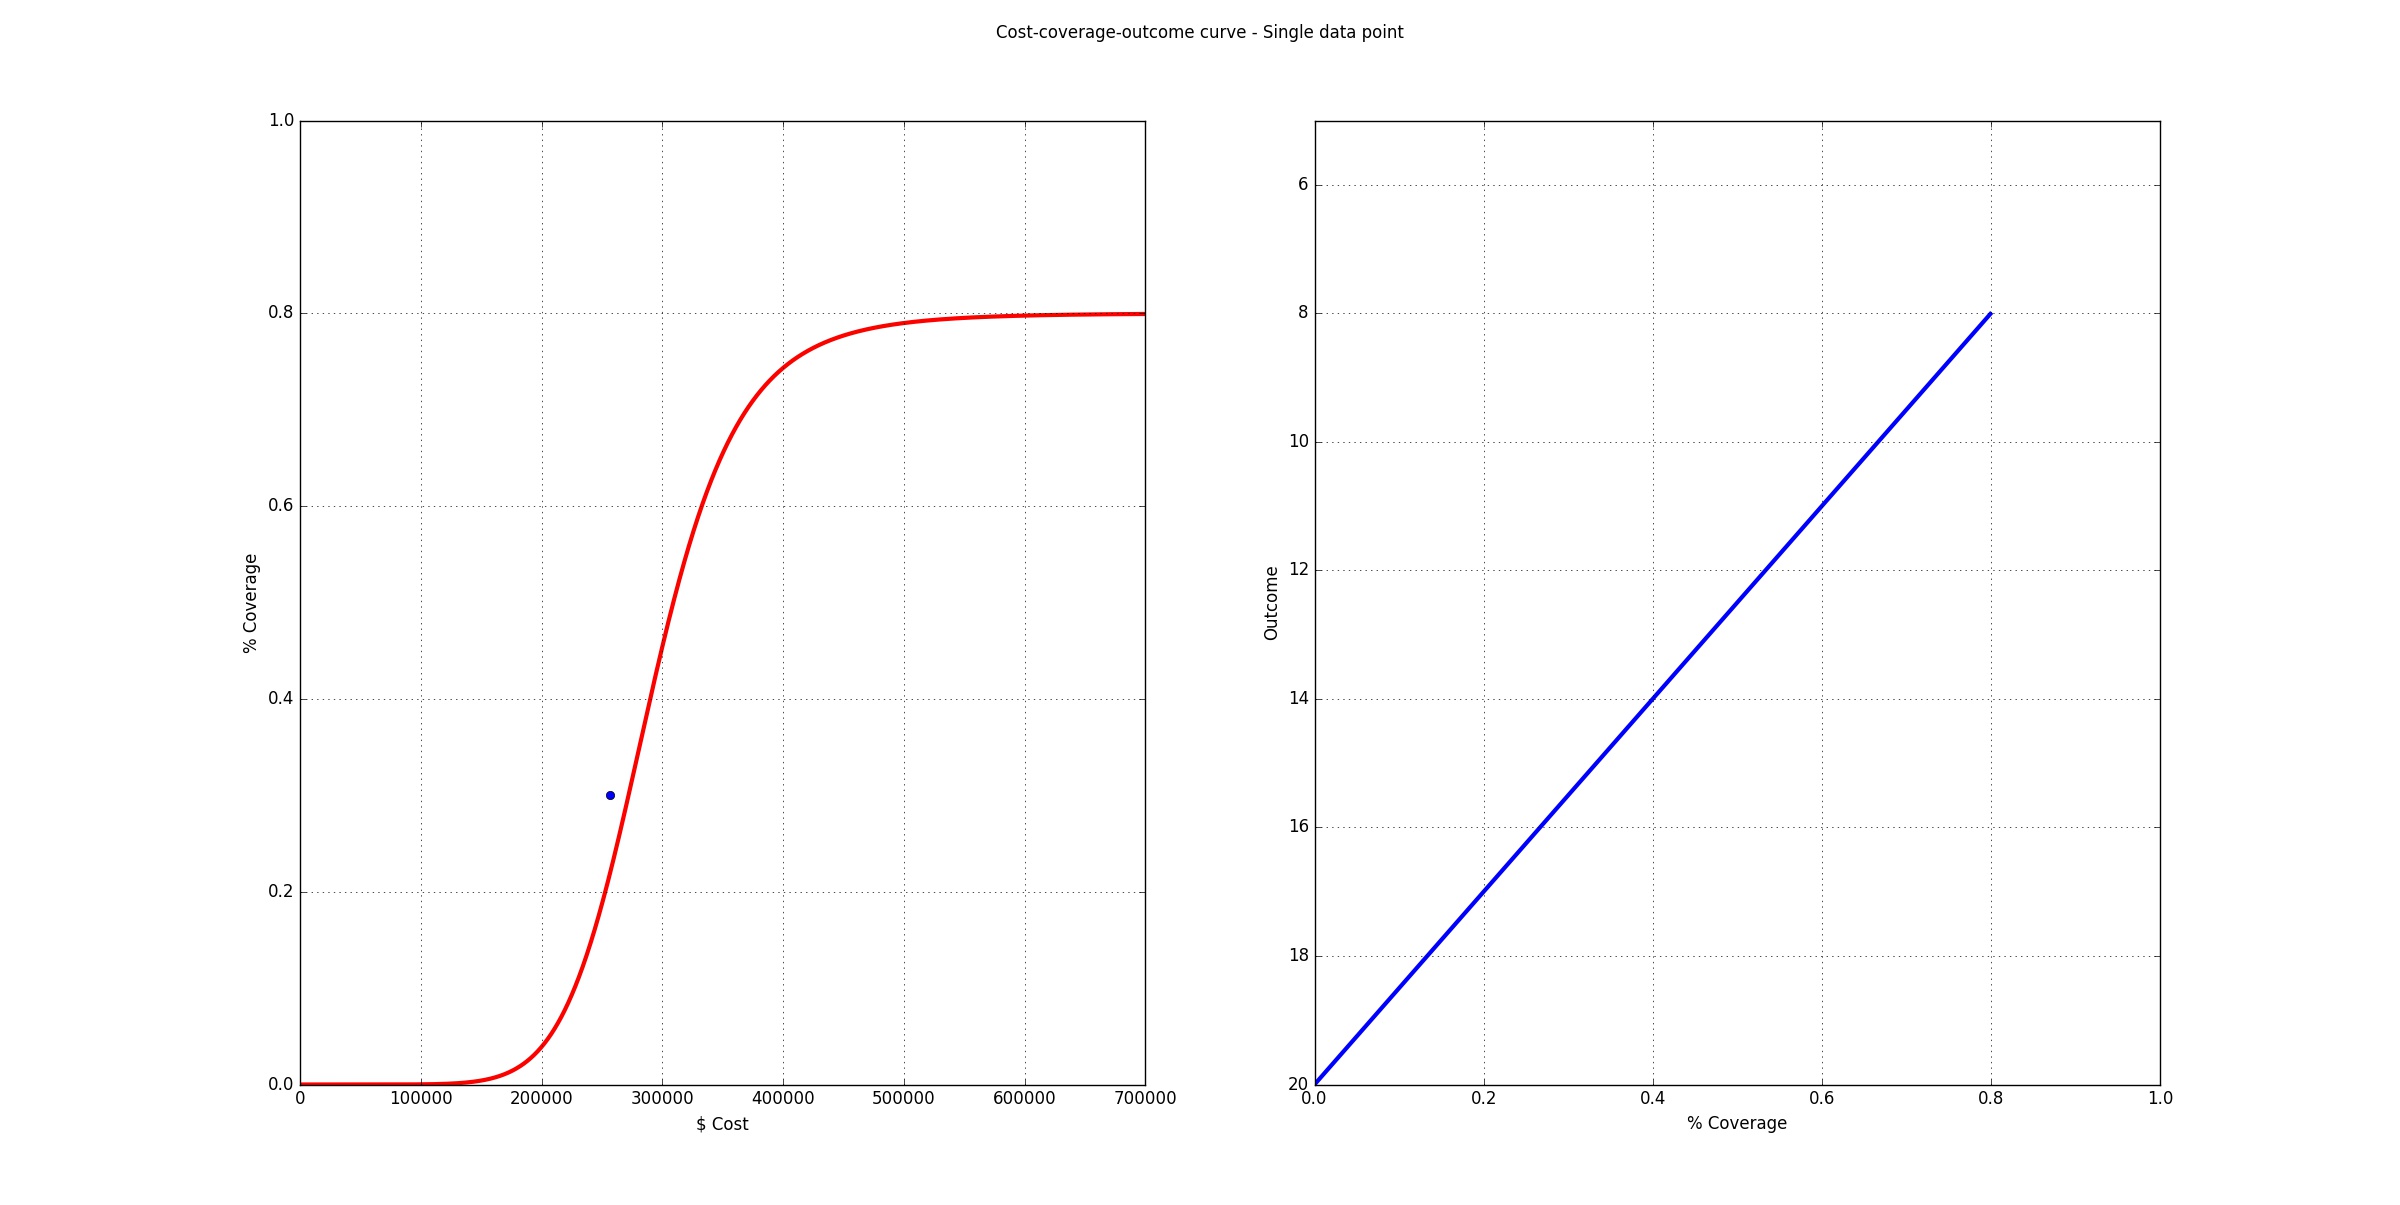 Cost-coverage-outcome curve - Single data point
% Coverage
1.0
0.8
0.6
0.4
0.2
0.0
0 100000 200000 300000 400000 500000 600000 700000
$ Cost
Outcome
6
8
10
12
14
16
18
20
0.0 0.2 0.4 0.6 0.8 1.0
% Coverage